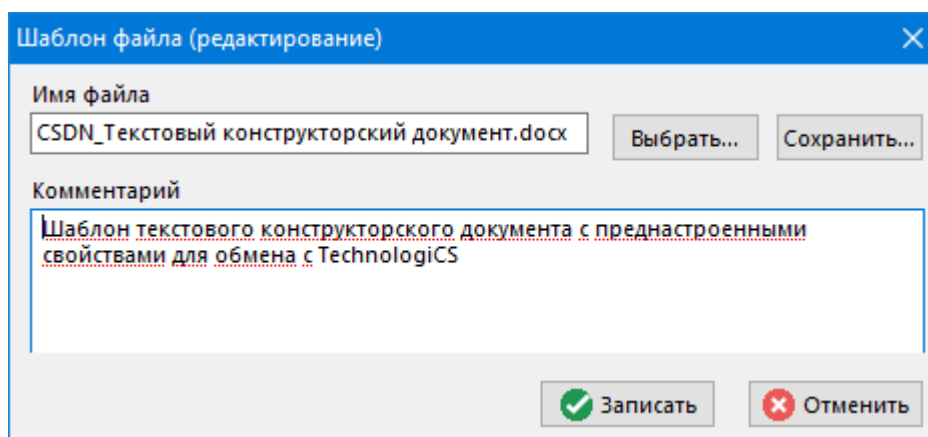 Шаблон файла (редактирование)
Имя файла
CSDN_Текстовый конструкторский документ.docx
Выбрать...
Сохранить...
Комментарий
Шаблон текстового конструкторского документа с преднастроенными
свойствами для обмена с TechnologiCS
Записать
Отменить